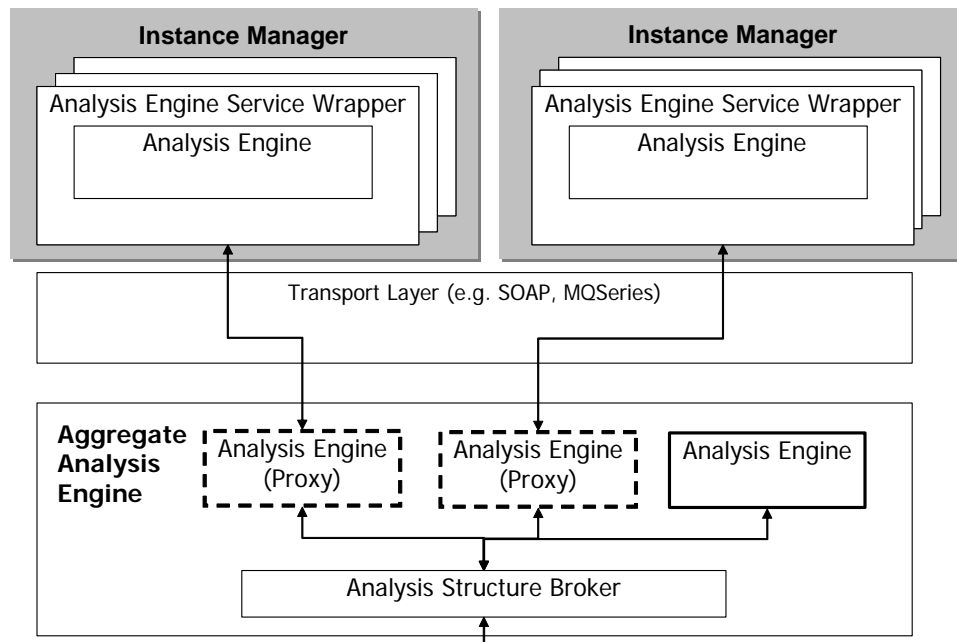 Instance Manager
Analysis Engine Service Wrapper
Analysis Engine
Instance Manager
Analysis Engine Service Wrapper
Analysis Engine
Transport Layer (e.g. SOAP, MQSeries)
Aggregate
Analysis
Engine
Analysis Engine
(Proxy)
Analysis Engine
(Proxy)
Analysis Engine
Analysis Structure Broker